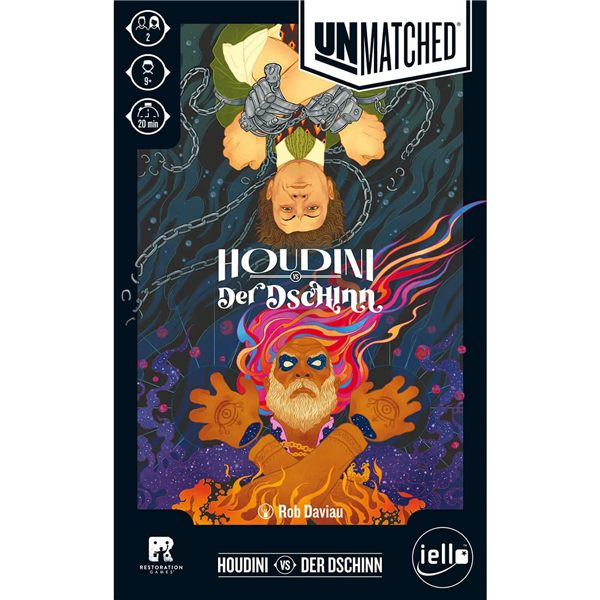 2
9+
20 min
UNMATCHED®
HOUDINI
VS
Der Dschinn
Rob Daviau
RESTORATION
GAMES
HOUDINI VS DER DSCHINN
iello